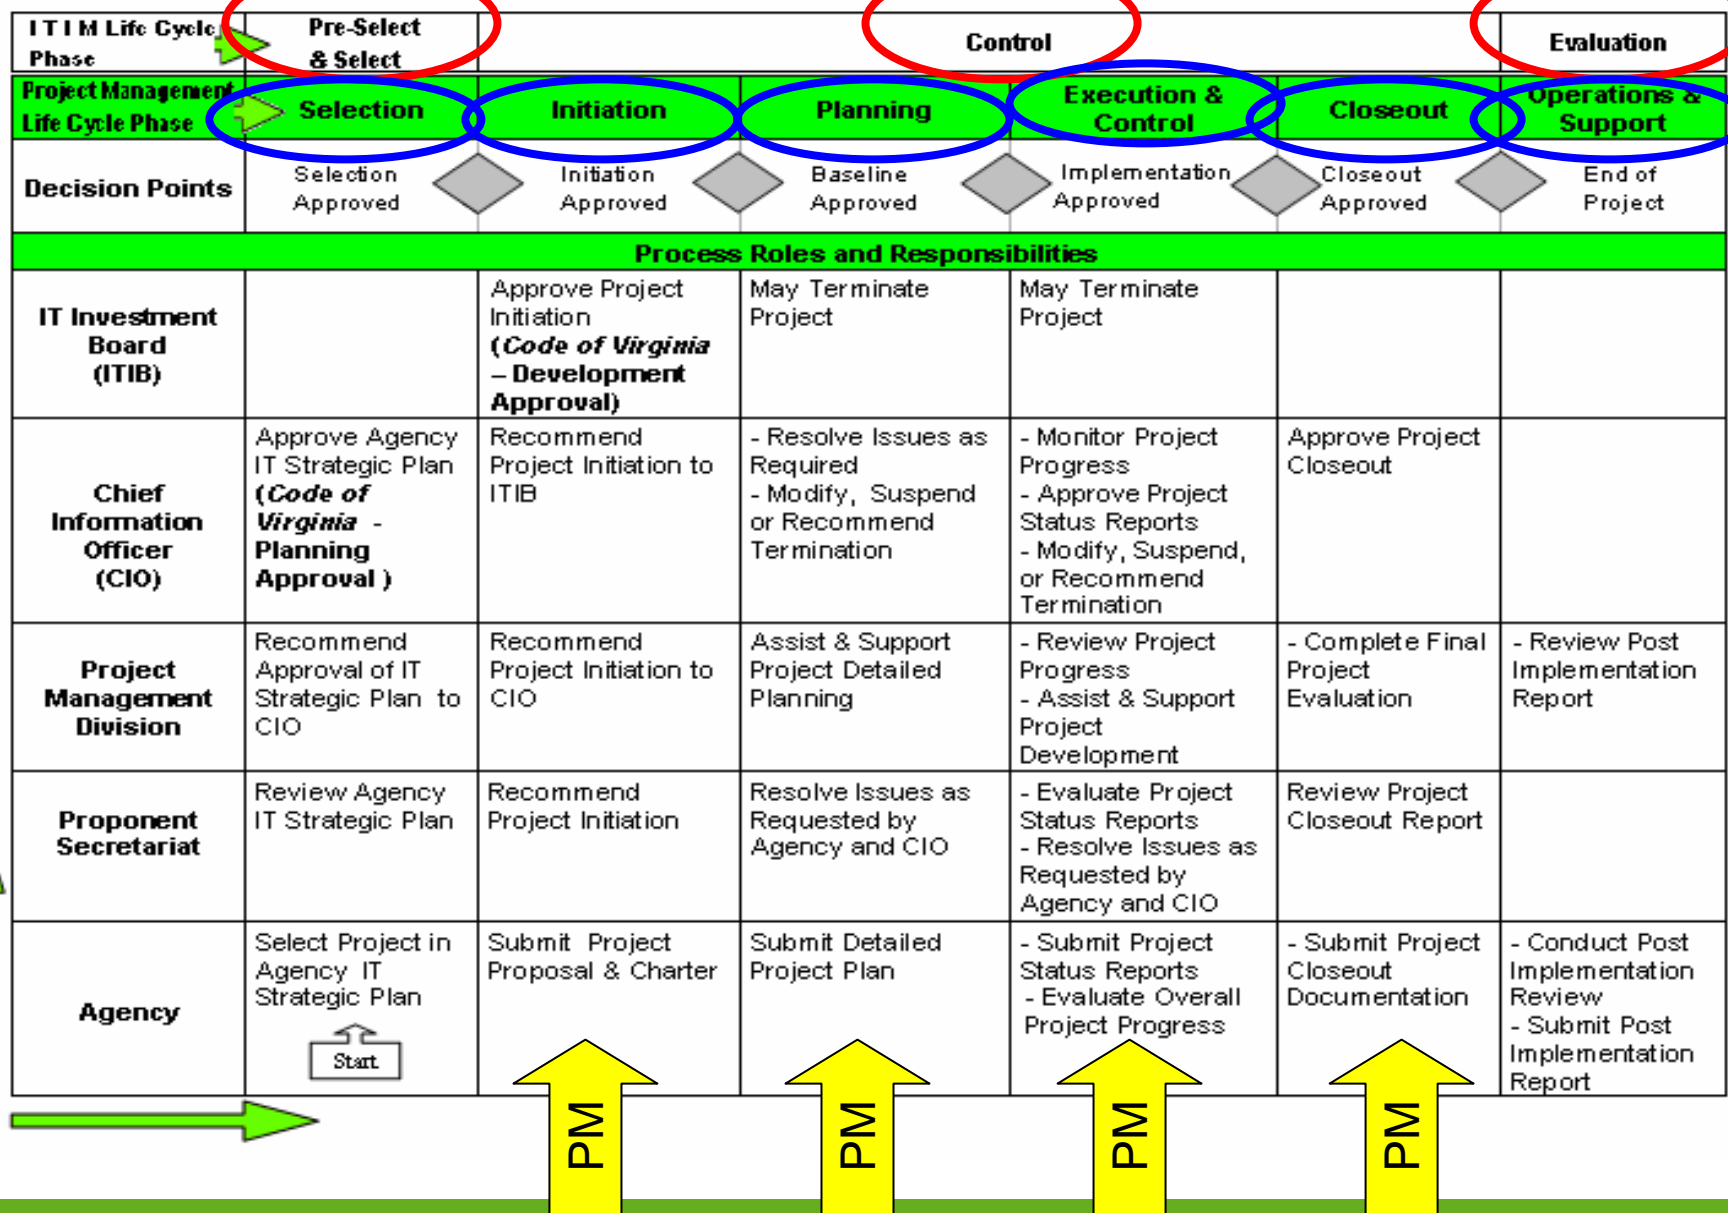 ITIM Life Cycle
Phase
Pre-Select
& Select
Control
Evaluation
Project Management
Life Cycle Phase
Selection
Initiation
Planning
Execution &
Control
Closeout
Operations &
Support
Decision Points
Selection
Approved
Initiation
Approved
Baseline
Approved
Implementation
Approved
Closeout
Approved
End of
Project
Process Roles and Responsibilities
IT Investment
Board
(ITIB)
Approve Project
Initiation
(Code of Virginia
– Development
Approval)
May Terminate
Project
May Terminate
Project
Chief
Information
Officer
(CIO)
Approve Agency
IT Strategic Plan
(Code of
Virginia -
Planning
Approval )
Recommend
Project Initiation to
ITIB
- Resolve Issues as
Required
- Modify, Suspend
or Recommend
Termination
- Monitor Project
Progress
- Approve Project
Status Reports
- Modify, Suspend,
or Recommend
Termination
Approve Project
Closeout
Project
Management
Division
Recommend
Approval of IT
Strategic Plan to
CIO
Recommend
Project Initiation to
CIO
Assist & Support
Project Detailed
Planning
- Review Project
Progress
- Assist & Support
Project
Development
- Complete Final
Project
Evaluation
- Review Post
Implementation
Report
Proponent
Secretariat
Review Agency
IT Strategic Plan
Recommend
Project Initiation
Resolve Issues as
Requested by
Agency and CIO
- Evaluate Project
Status Reports
- Resolve Issues as
Requested by
Agency and CIO
Review Project
Closeout Report
Agency
Select Project in
Agency IT
Strategic Plan
Start
Submit Project
Proposal & Charter
Submit Detailed
Project Plan
- Submit Project
Status Reports
- Evaluate Overall
Project Progress
- Submit Project
Closeout
Documentation
- Conduct Post
Implementation
Review
- Submit Post
Implementation
Report
PM
PM
PM
PM